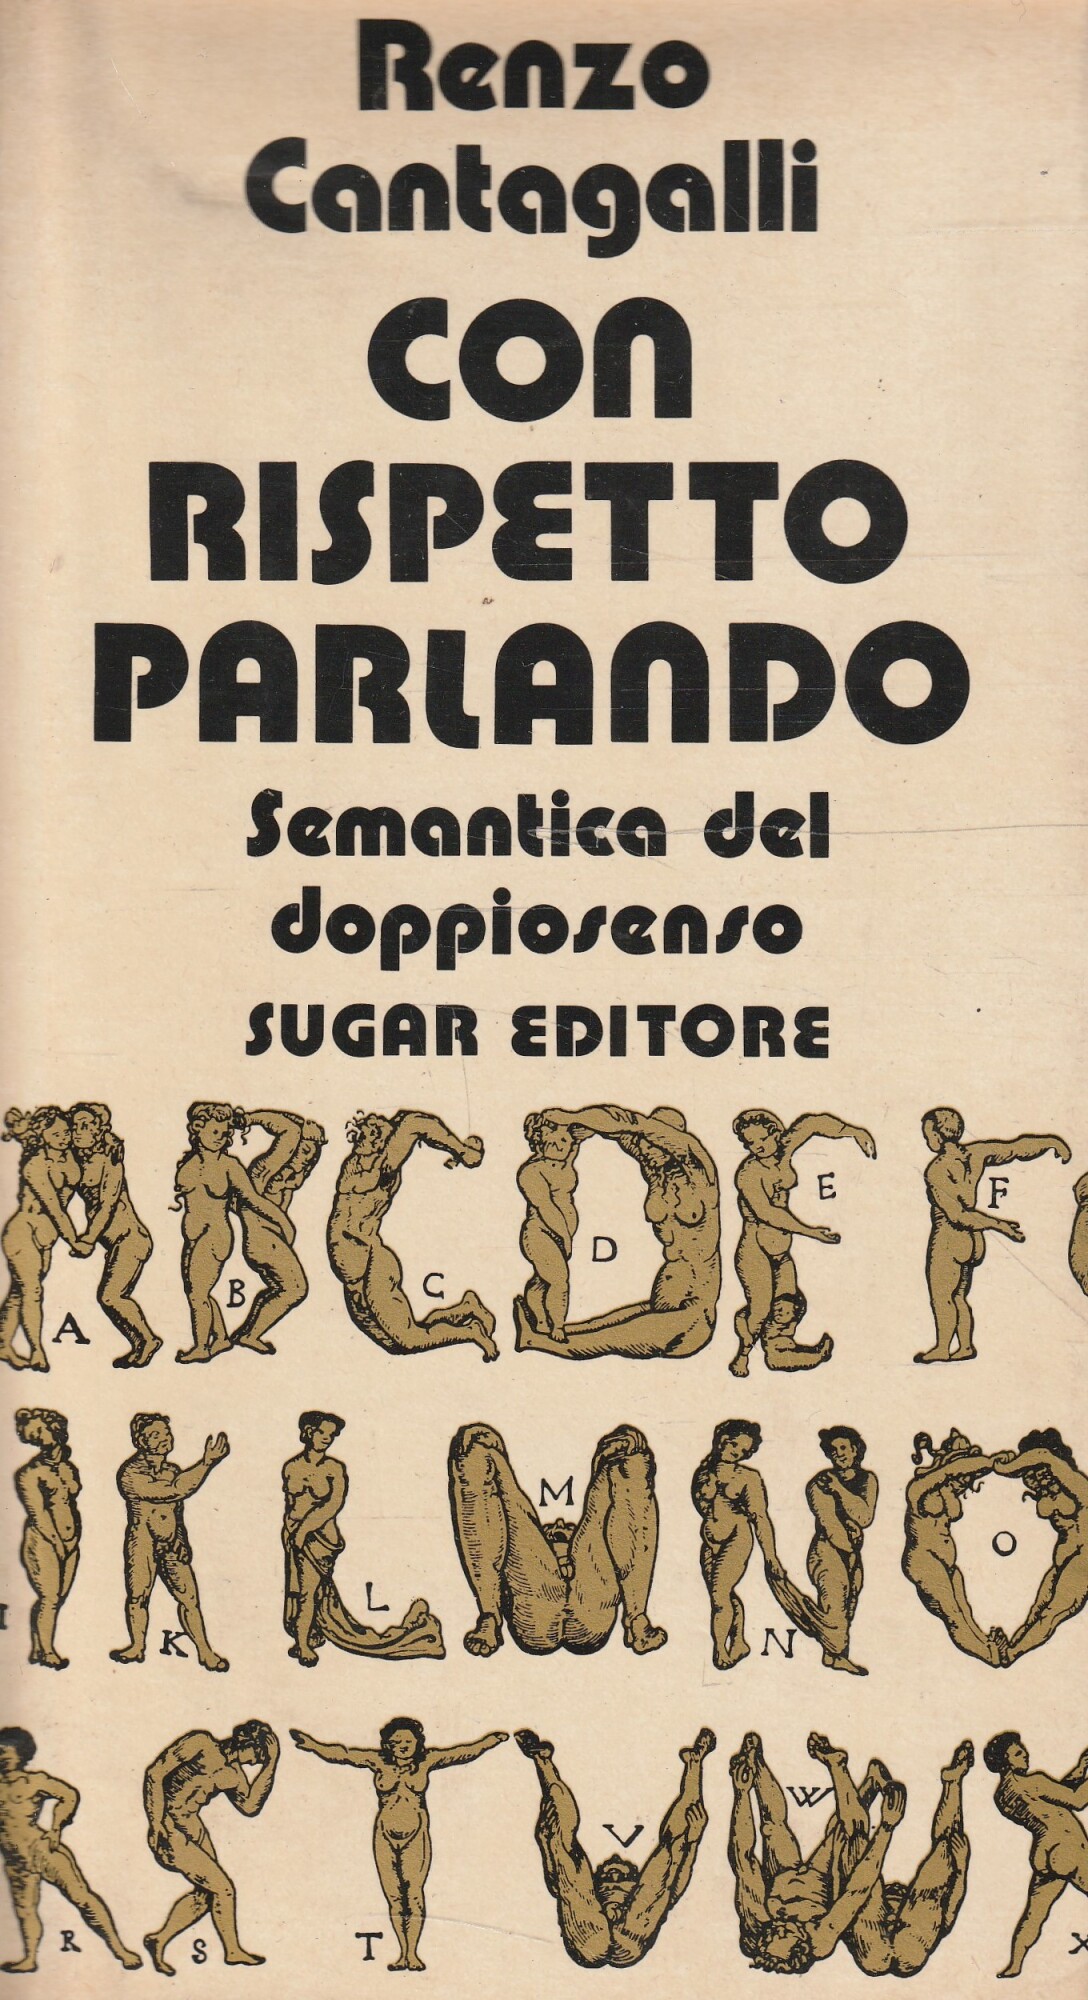 Renzo
Cantagalli
CON
RISPETTO
PARLANDO
Semantica del
doppiosenso
SUGAR EDITORE
A B C D E F
I K L M N O
R S T V W X